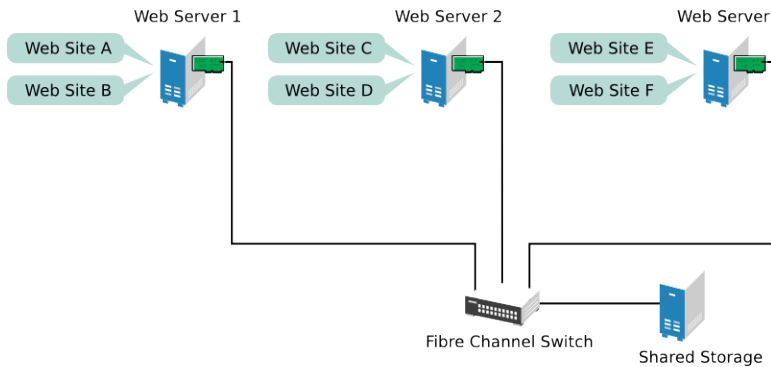 Web Server 1
Web Server 2
Web Server
Web Site A
Web Site C
Web Site E
Web Site B
Web Site D
Web Site F
Fibre Channel Switch
Shared Storage